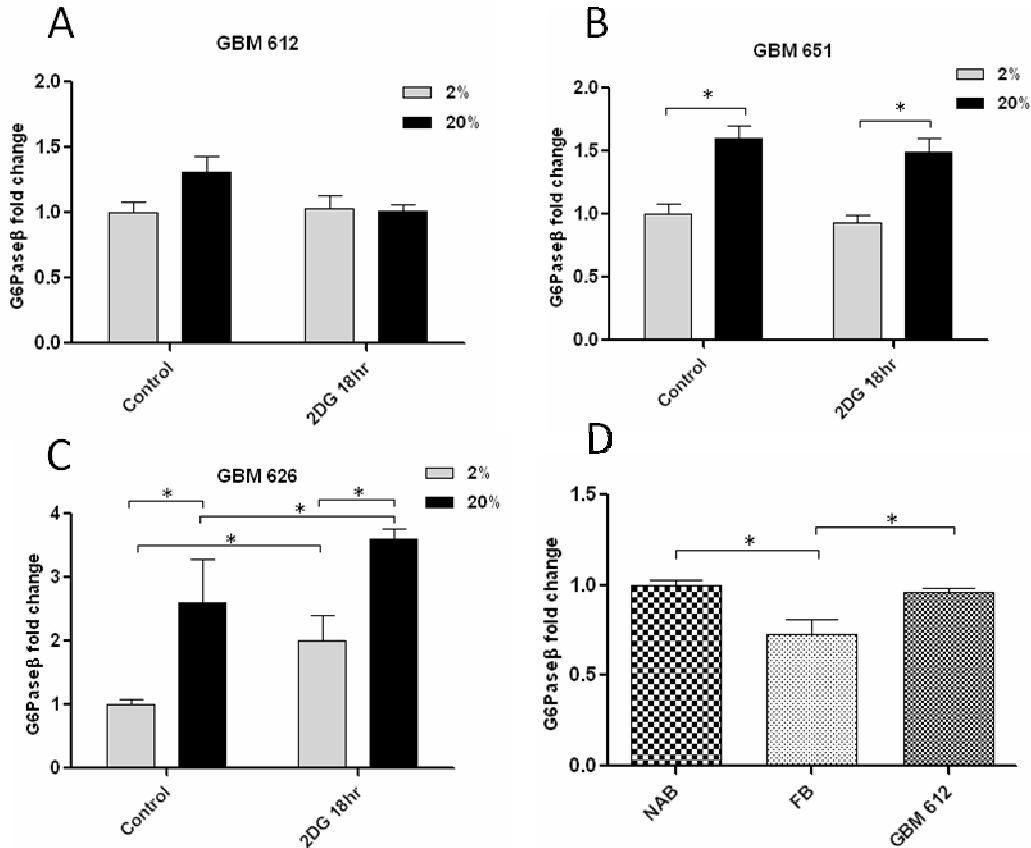 A
GBM 612
2%
20%
2.0
1.5
1.0
0.5
0.0
G6Paseβ fold change
Control
2DG 18hr
B
GBM 651
2%
20%
2.0
1.5
1.0
0.5
0.0
G6Paseβ fold change
*
*
Control
2DG 18hr
C
GBM 626
2%
20%
4
3
2
1
0
G6Paseβ fold change
*
*
*
*
Control
2DG 18hr
D
1.5
1.0
0.5
0.0
G6Paseβ fold change
*
*
NAB
FB
GBM 612